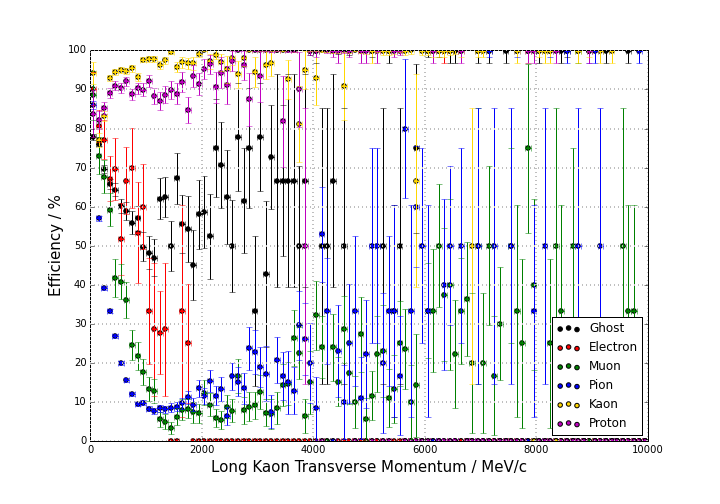 100
90
80
70
60
50
40
30
20
10
0
Efficiency / %
Ghost
Electron
Muon
Pion
Kaon
Proton
0 2000 4000 6000 8000 10000
Long Kaon Transverse Momentum / MeV/c